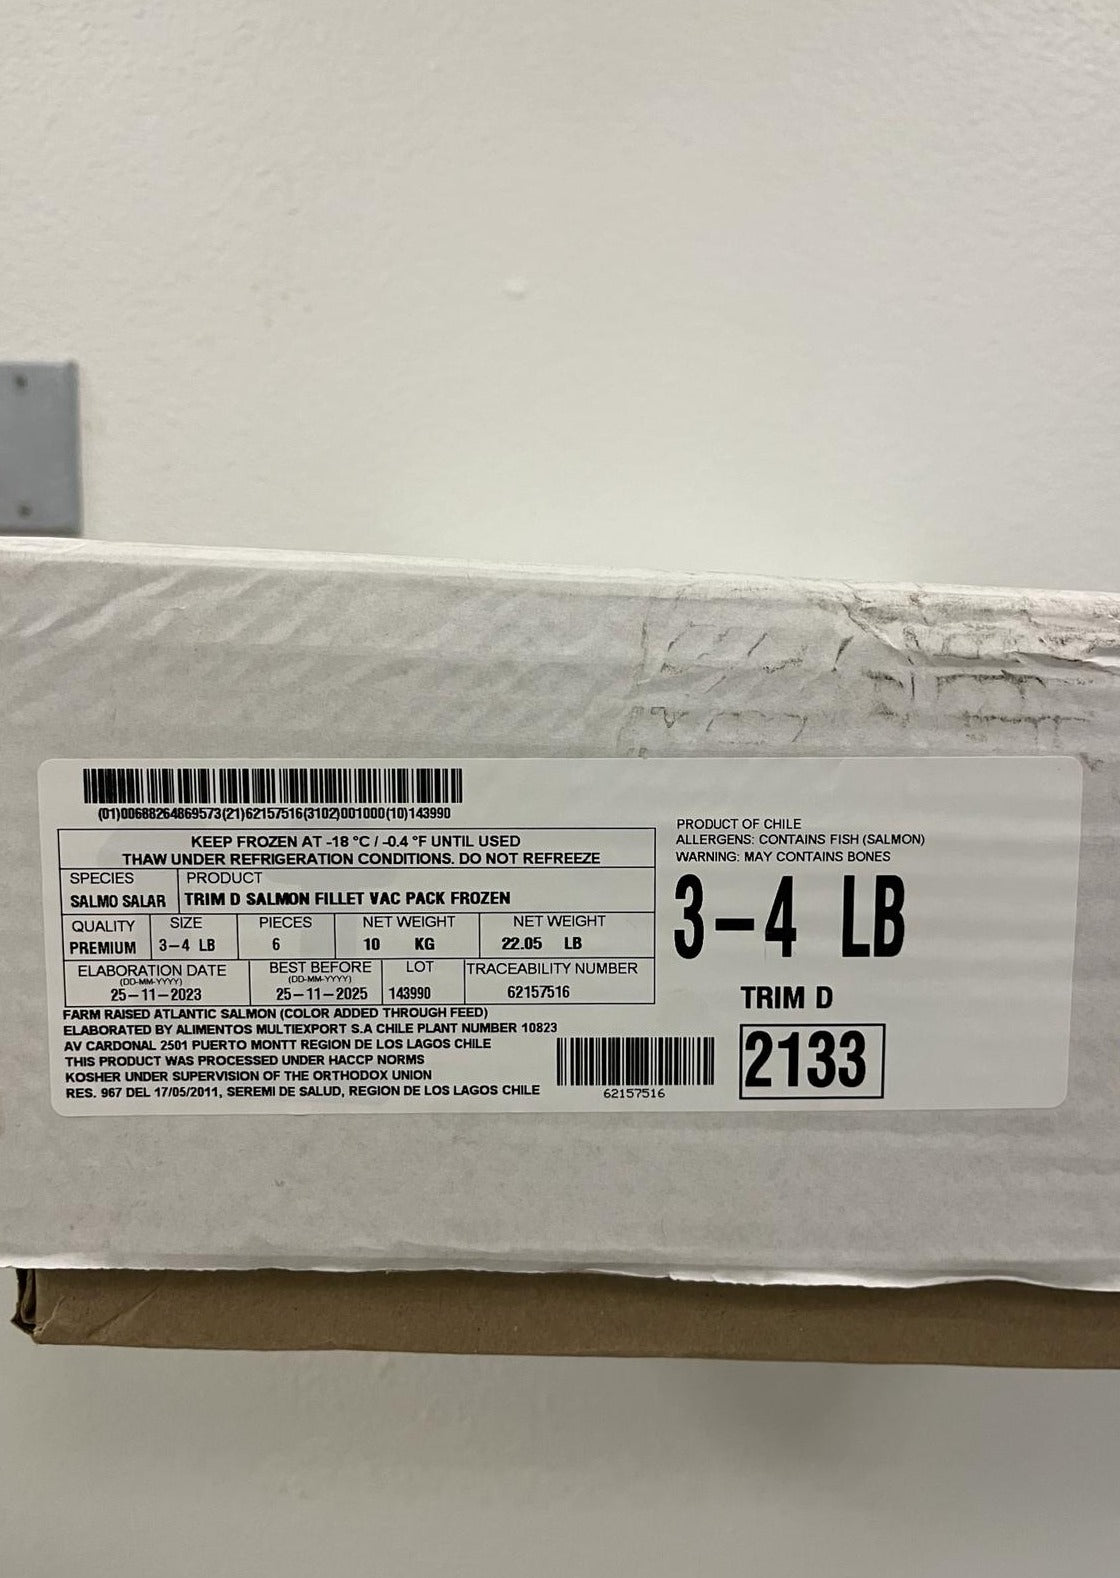 (01)00688264869573(21)62157516(3102)001000(10)143990
KEEP FROZEN AT -18 °C / -0.4 °F UNTIL USED
THAW UNDER REFRIGERATION CONDITIONS. DO NOT REFREEZE
SPECIES PRODUCT
SALMO SALAR TRIM D SALMON FILLET VAC PACK FROZEN
QUALITY SIZE PIECES NET WEIGHT NET WEIGHT
PREMIUM 3-4 LB 6 10 KG 22.05 LB
ELABORATION DATE BEST BEFORE LOT TRACEABILITY NUMBER
(DD-MM-YYYY) (DD-MM-YYYY)
25-11-2023 25-11-2025 143990 62157516
FARM RAISED ATLANTIC SALMON (COLOR ADDED THROUGH FEED)
ELABORATED BY ALIMENTOS MULTIEXPORT S.A CHILE PLANT NUMBER 10823
AV CARDONAL 2501 PUERTO MONTT REGION DE LOS LAGOS CHILE
THIS PRODUCT WAS PROCESSED UNDER HACCP NORMS
KOSHER UNDER SUPERVISION OF THE ORTHODOX UNION
RES. 967 DEL 17/05/2011, SEREMI DE SALUD, REGION DE LOS LAGOS CHILE
62157516
PRODUCT OF CHILE
ALLERGENS: CONTAINS FISH (SALMON)
WARNING: MAY CONTAINS BONES
3-4 LB
TRIM D
2133